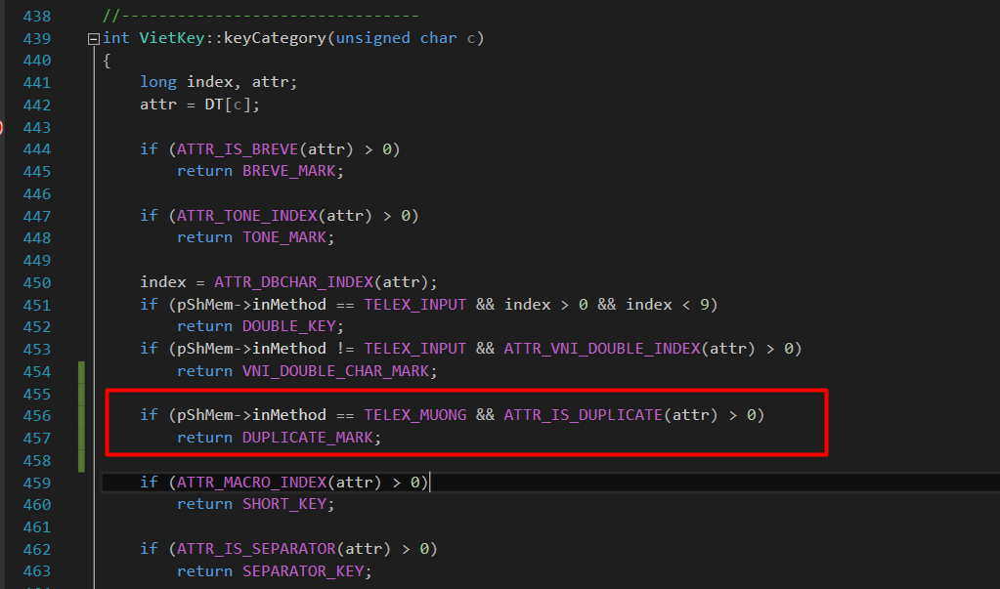 438 //--------------------------------
439 int VietKey::keyCategory(unsigned char c)
440 {
441 long index, attr;
442 attr = DT[c];
443
444 if (ATTR_IS_BREVE(attr) > 0)
445 return BREVE_MARK;
446
447 if (ATTR_TONE_INDEX(attr) > 0)
448 return TONE_MARK;
449
450 index = ATTR_DBCHAR_INDEX(attr);
451 if (pShMem->inMethod == TELEX_INPUT && index > 0 && index < 9)
452 return DOUBLE_KEY;
453 if (pShMem->inMethod != TELEX_INPUT && ATTR_VNI_DOUBLE_INDEX(attr) > 0)
454 return VNI_DOUBLE_CHAR_MARK;
455
456 if (pShMem->inMethod == TELEX_MUONG && ATTR_IS_DUPLICATE(attr) > 0)
457 return DUPLICATE_MARK;
458
459 if (ATTR_MACRO_INDEX(attr) > 0)
460 return SHORT_KEY;
461
462 if (ATTR_IS_SEPARATOR(attr) > 0)
463 return SEPARATOR_KEY;